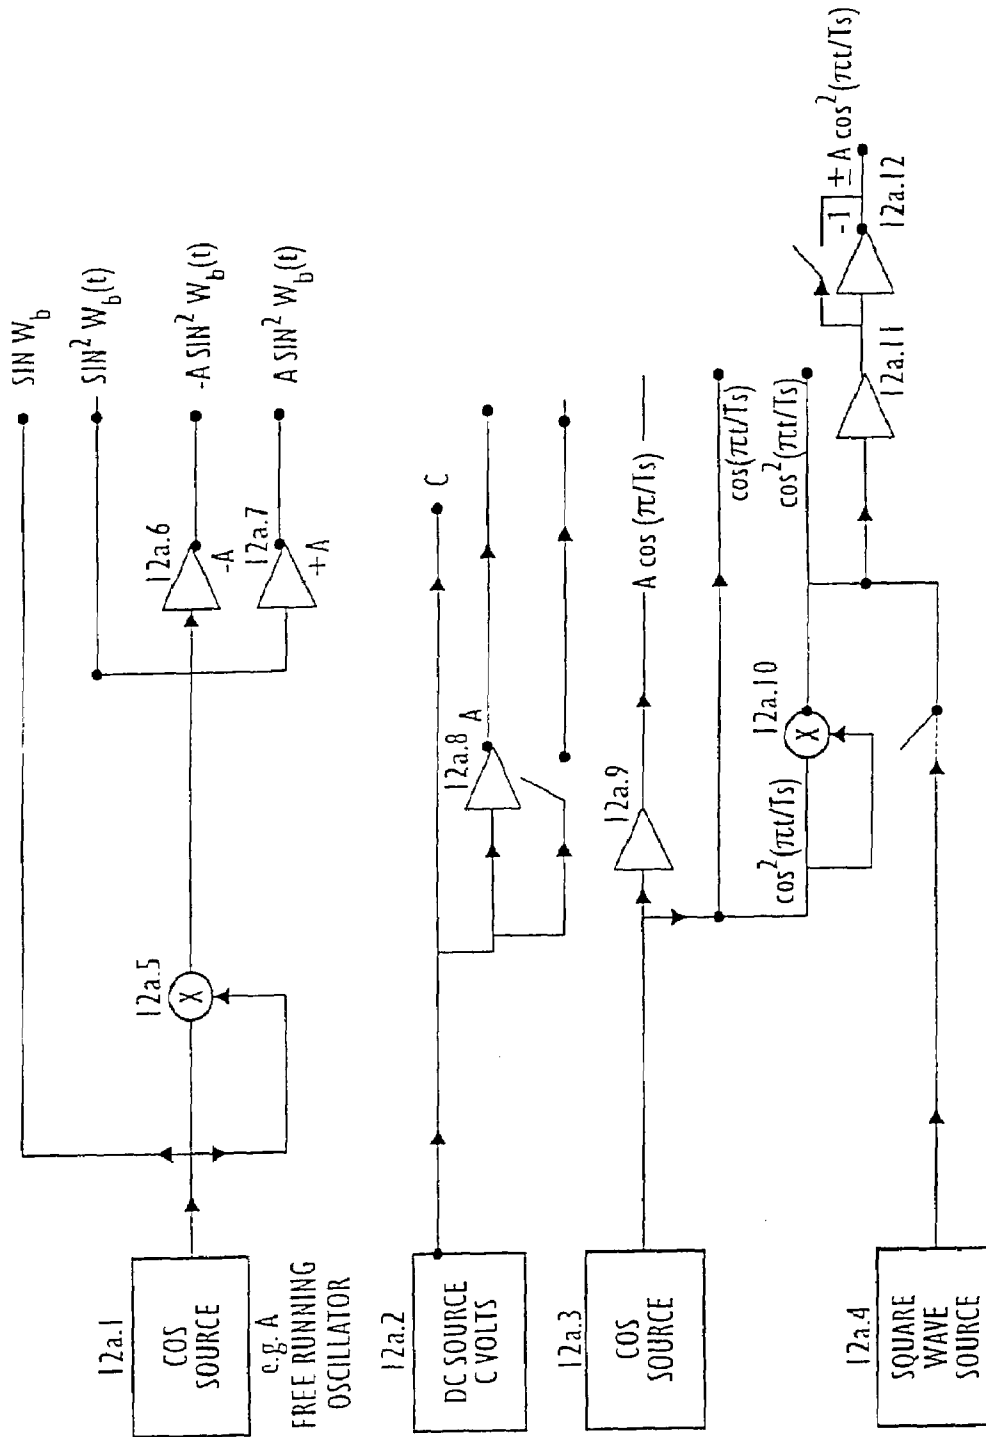 SIN W_b
SIN² W_b(t)
-A SIN² W_b(t)
A SIN² W_b(t)
12a.6
-A
12a.7
+A
12a.5
X
12a.1
COS
SOURCE
e.g. A
FREE RUNNING
OSCILLATOR
C
12a.8
A
12a.2
DC SOURCE
C VOLTS
A cos (π/Ts)
12a.9
12a.3
COS
SOURCE
cos(πt/Ts)
cos²(πt/Ts)
12a.10
X
cos²(πt/Ts)
12a.11
-1
± A cos²(πt/Ts)
12a.12
12a.4
SQUARE
WAVE
SOURCE